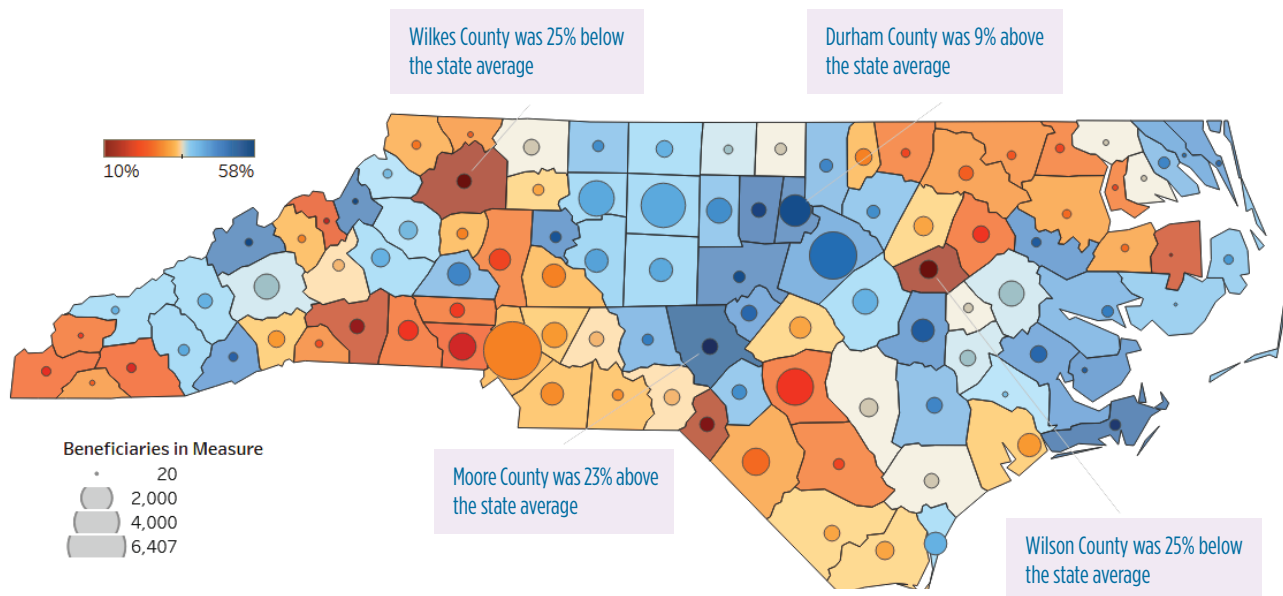 Wilkes County was 25% below
the state average
Durham County was 9% above
the state average
10%
58%
Beneficiaries in Measure
20
2,000
4,000
6,407
Moore County was 23% above
the state average
Wilson County was 25% below
the state average